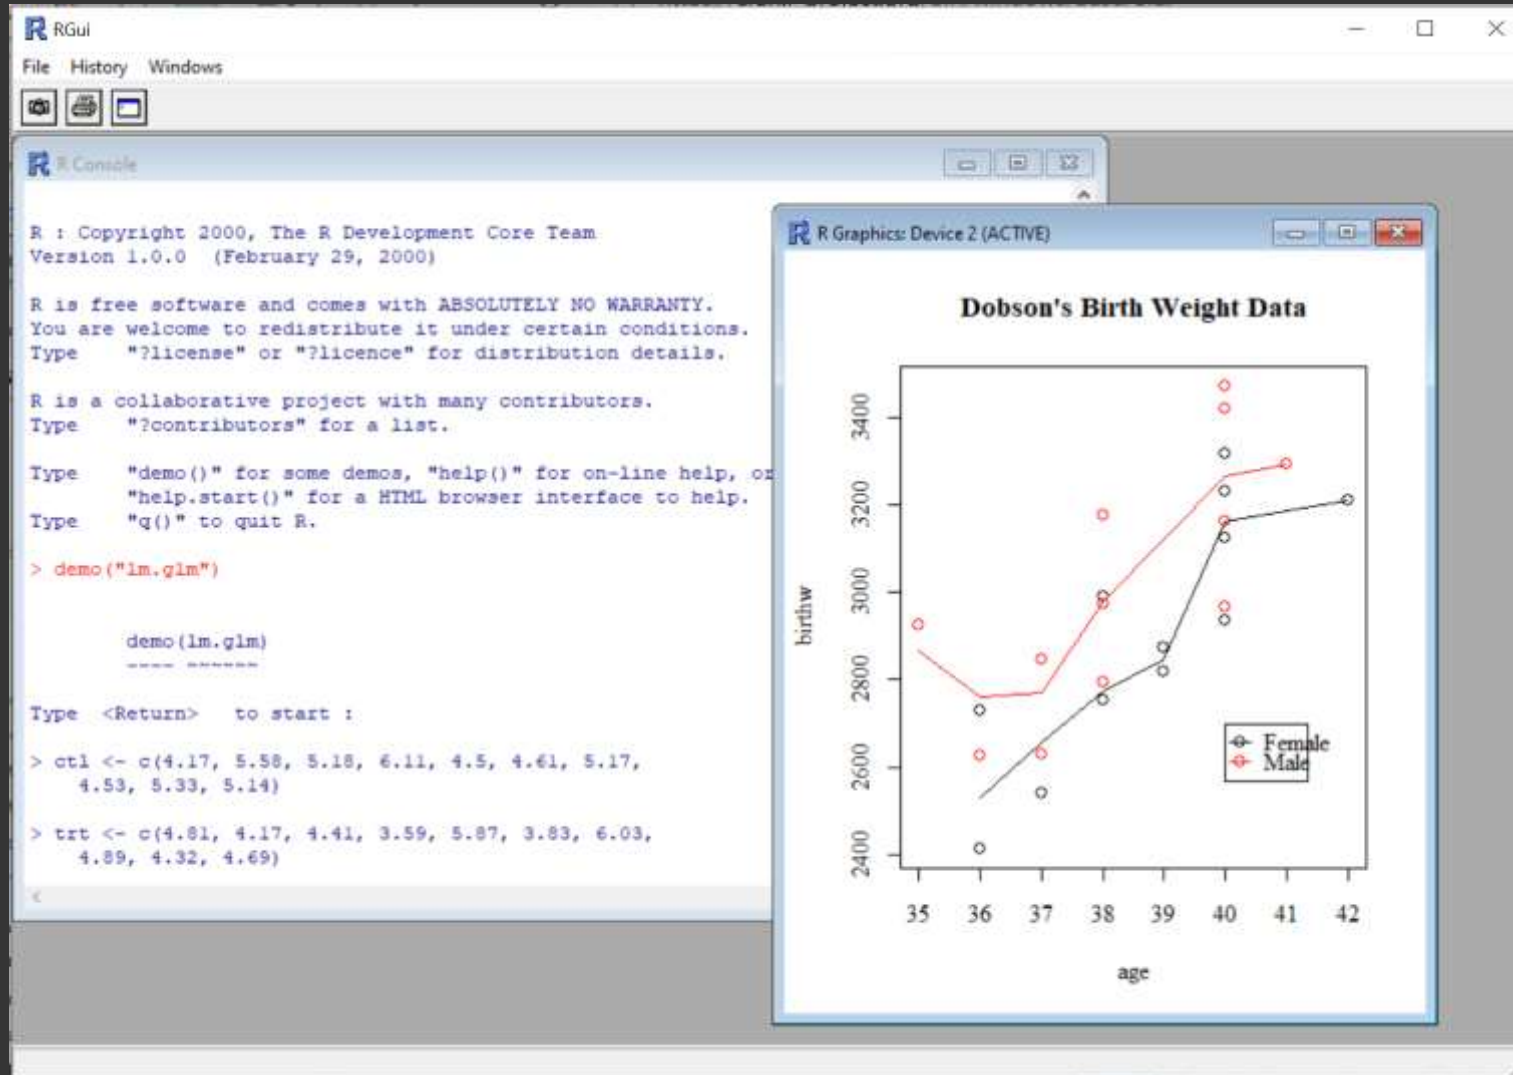 RGui
File History Windows
R Console
R : Copyright 2000, The R Development Core Team
Version 1.0.0 (February 29, 2000)
R is free software and comes with ABSOLUTELY NO WARRANTY.
You are welcome to redistribute it under certain conditions.
Type "?license" or "?licence" for distribution details.
R is a collaborative project with many contributors.
Type "?contributors" for a list.
Type "demo()" for some demos, "help()" for on-line help, or
"help.start()" for a HTML browser interface to help.
Type "q()" to quit R.
> demo("lm.glm")
demo(lm.glm)
---- ~~~~~~
Type <Return> to start :
> ctl <- c(4.17, 5.58, 5.18, 6.11, 4.5, 4.61, 5.17,
4.53, 5.33, 5.14)
> trt <- c(4.81, 4.17, 4.41, 3.59, 5.87, 3.83, 6.03,
4.89, 4.32, 4.69)
R Graphics: Device 2 (ACTIVE)
Dobson's Birth Weight Data
3400
3200
3000
2800
2600
2400
birthw
Female
Male
35 36 37 38 39 40 41 42
age